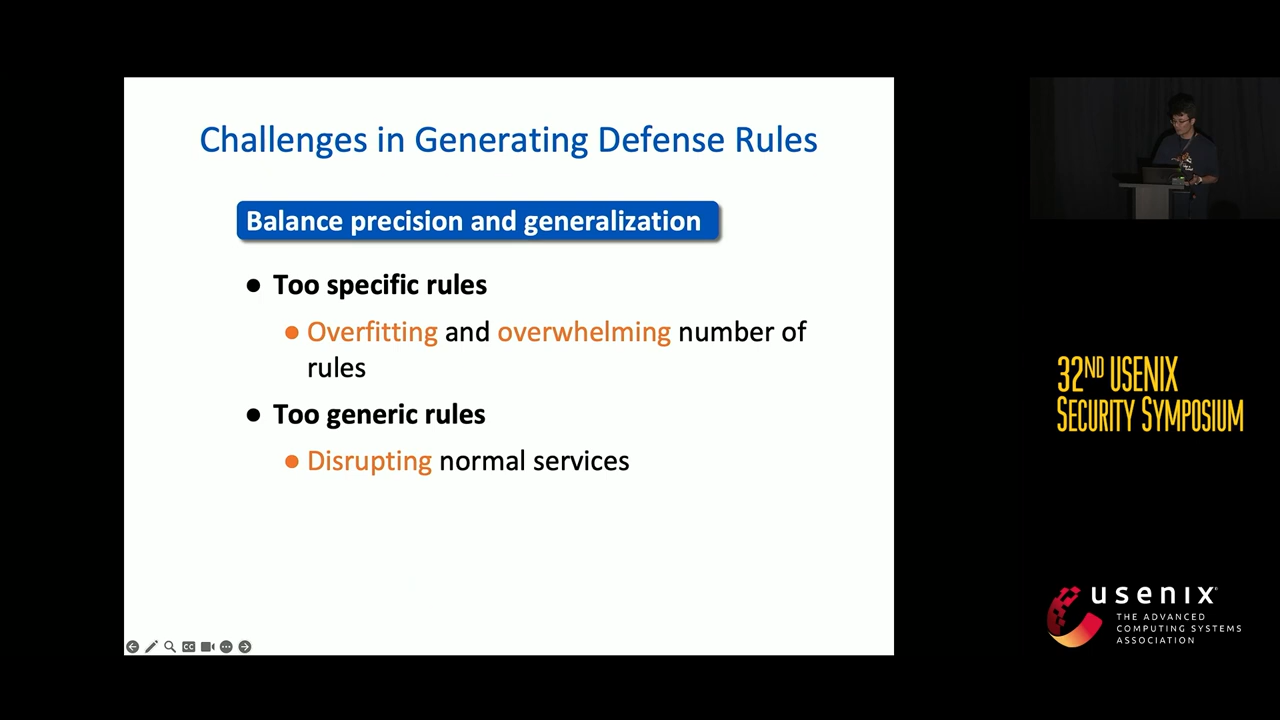 Challenges in Generating Defense Rules
Balance precision and generalization
● Too specific rules
● Overfitting and overwhelming number of
rules
● Too generic rules
● Disrupting normal services
CC
32ND USENIX
SECURITY SYMPOSIUM
usenix
THE ADVANCED
COMPUTING SYSTEMS
ASSOCIATION